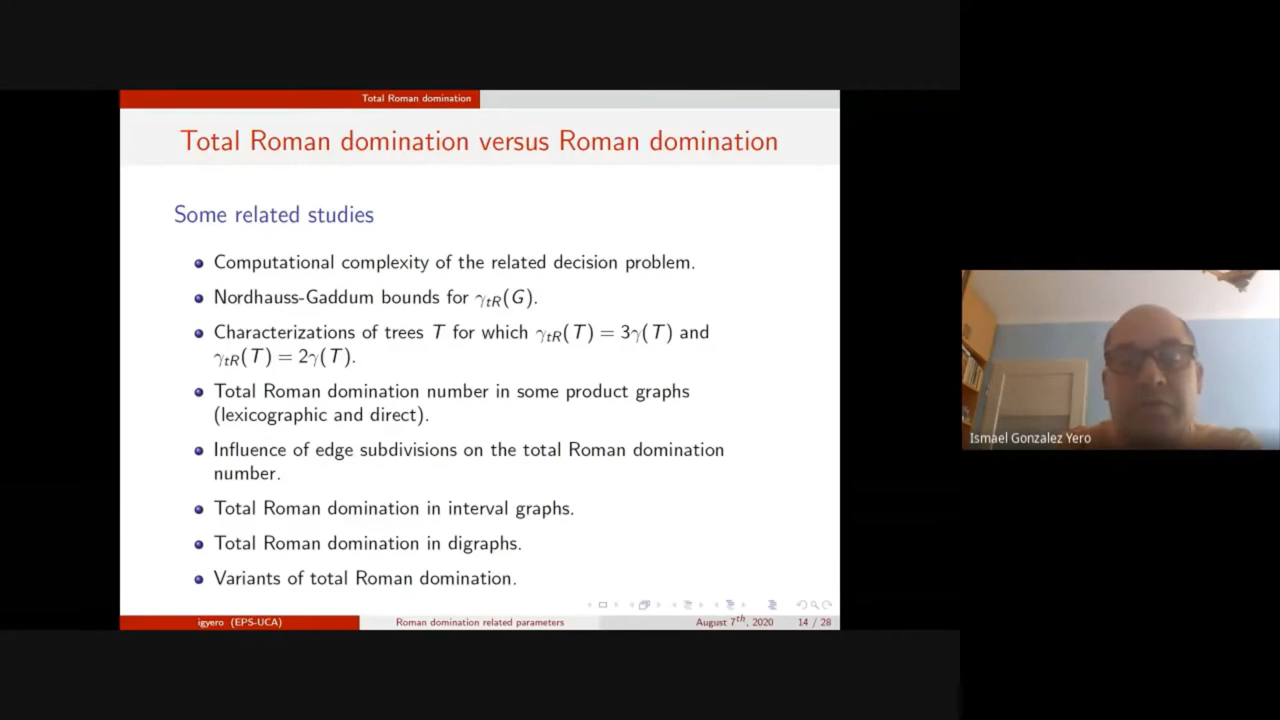 Total Roman domination
Total Roman domination versus Roman domination
Some related studies
Computational complexity of the related decision problem.
Nordhauss-Gaddum bounds for γtR(G).
Characterizations of trees T for which γtR(T) = 3γ(T) and
γtR(T) = 2γ(T).
Total Roman domination number in some product graphs
(lexicographic and direct).
Influence of edge subdivisions on the total Roman domination
number.
Total Roman domination in interval graphs.
Total Roman domination in digraphs.
Variants of total Roman domination.
igyero (EPS-UCA) Roman domination related parameters August 7th, 2020 14 / 28
Ismael Gonzalez Yero